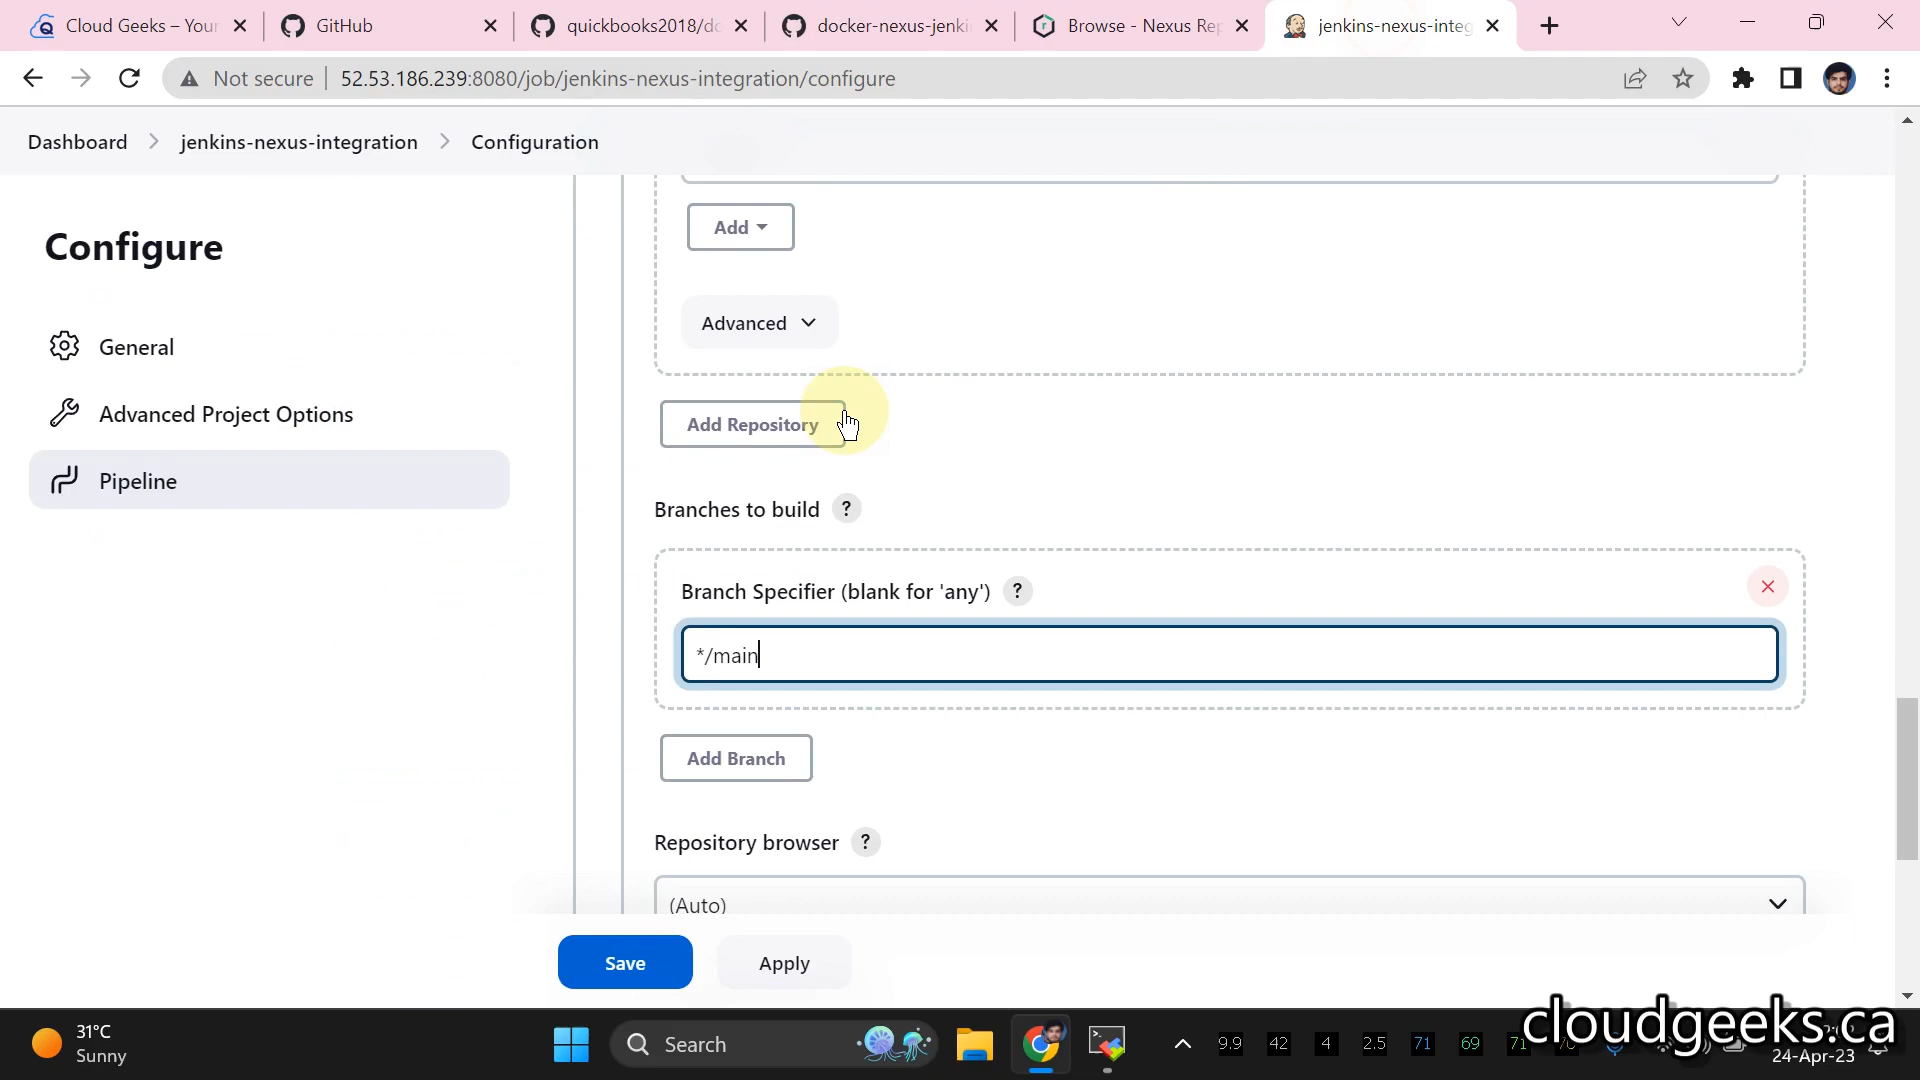 Cloud Geeks – Your
GitHub
quickbooks2018/do
docker-nexus-jenki
Browse - Nexus Rep
jenkins-nexus-integ
Not secure
52.53.186.239:8080/job/jenkins-nexus-integration/configure
Dashboard
jenkins-nexus-integration
Configuration
Configure
General
Advanced Project Options
Pipeline
Add
Advanced
Add Repository
Branches to build ?
Branch Specifier (blank for 'any') ?
*/main
Add Branch
Repository browser ?
(Auto)
Save
Apply
31°C
Sunny
Search
9.9
42
4
2.5
71
69
71
cloudgeeks.ca
24-Apr-23